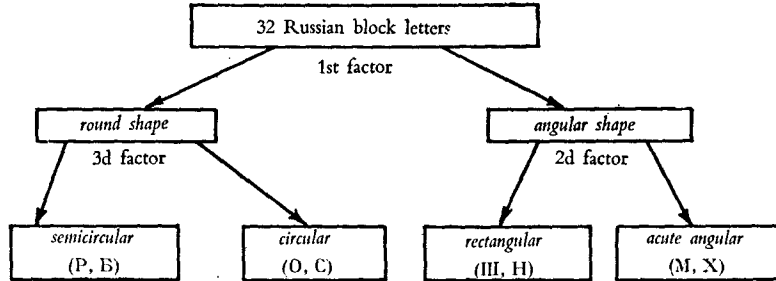 32 Russian block letters
1st factor
round shape
angular shape
3d factor
2d factor
semicircular
(Р, Б)
circular
(О, С)
rectangular
(Ш, Н)
acute angular
(М, Х)